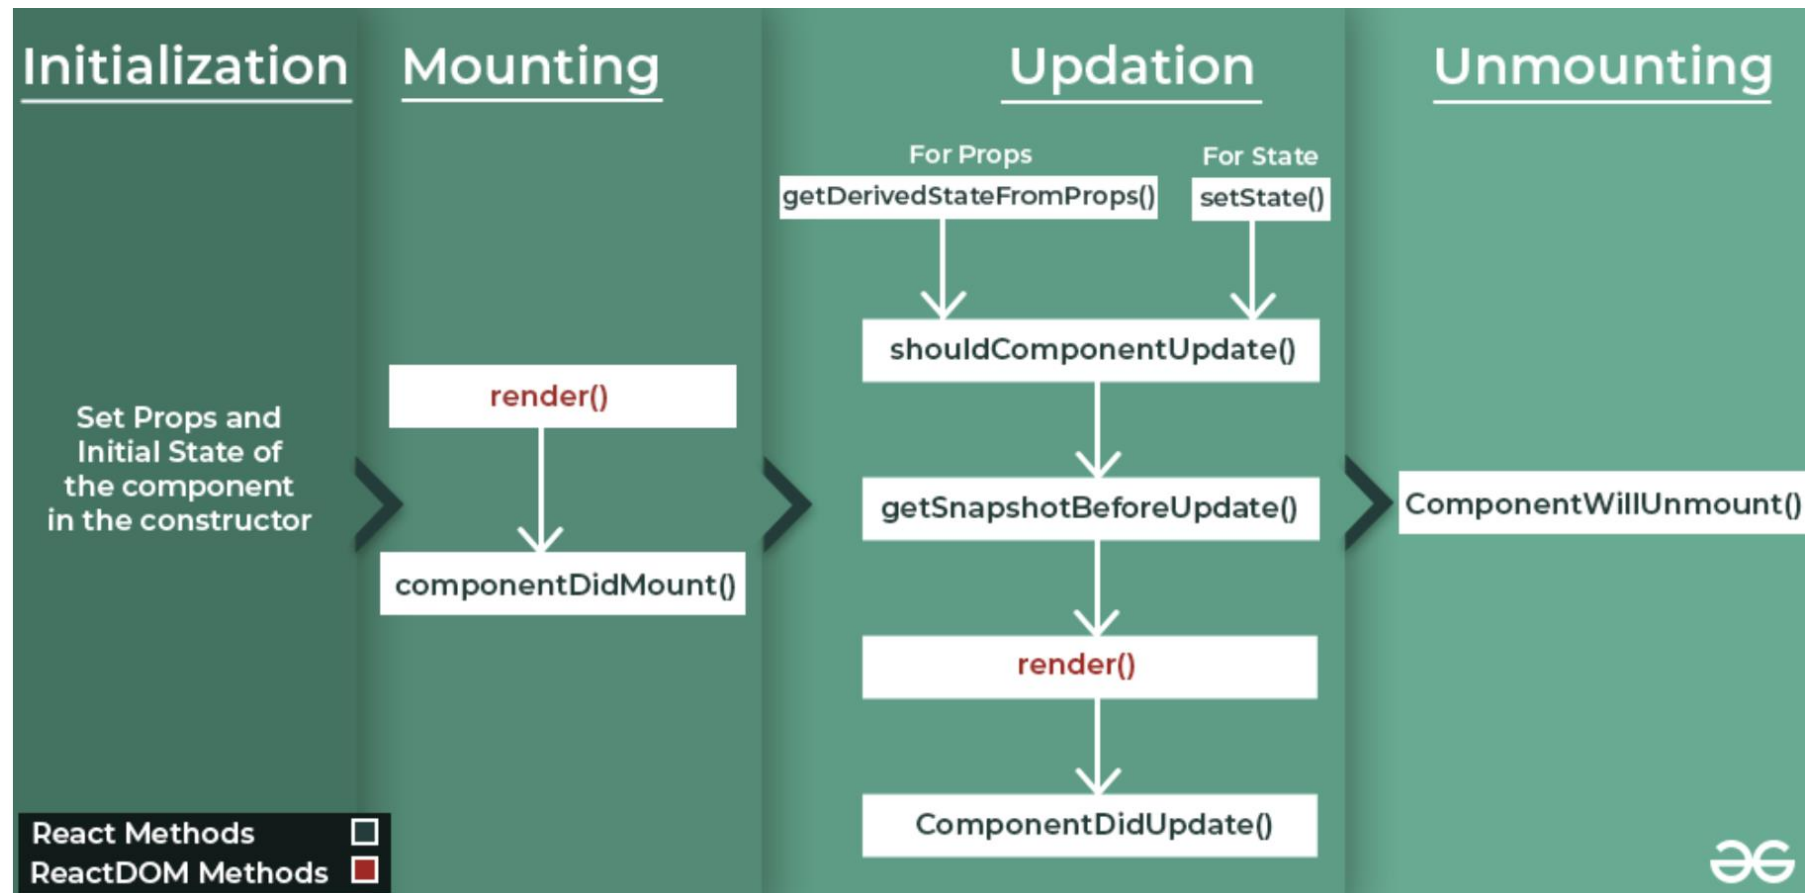 Initialization
Set Props and
Initial State of
the component
in the constructor
Mounting
render()
componentDidMount()
Updation
For Props
getDerivedStateFromProps()
For State
setState()
shouldComponentUpdate()
getSnapshotBeforeUpdate()
render()
ComponentDidUpdate()
Unmounting
ComponentWillUnmount()
React Methods
ReactDOM Methods